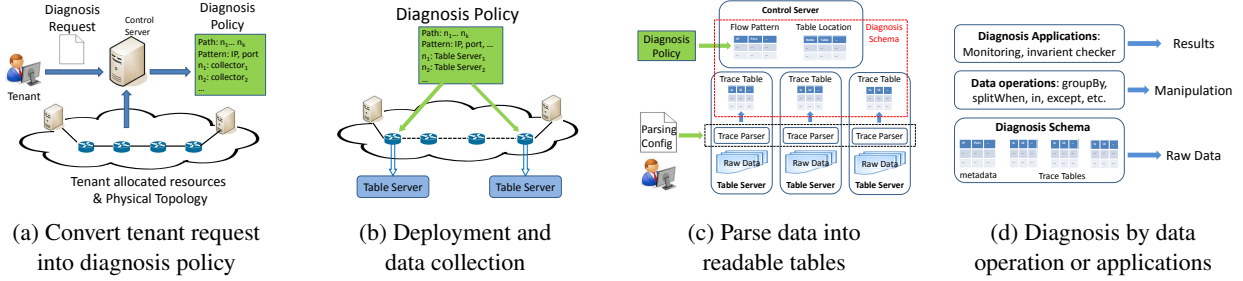 Diagnosis
Request
Control
Server
Diagnosis
Policy
Path: n1... nk
Pattern: IP, port
n1: collector1
n2: collector2
...
Tenant
Tenant allocated resources
& Physical Topology
(a) Convert tenant request
into diagnosis policy
Diagnosis Policy
Path: n1... nk
Pattern: IP, port, ...
n1: Table Server1
n2: Table Server2
...
Table Server
Table Server
(b) Deployment and
data collection
Control Server
Flow Pattern
Table Location
Diagnosis
Schema
Diagnosis
Policy
Trace Table
Trace Table
Trace Table
Parsing
Config
Trace Parser
Trace Parser
Trace Parser
Raw Data
Raw Data
Raw Data
Table Server
Table Server
Table Server
(c) Parse data into
readable tables
Diagnosis Applications:
Monitoring, invarient checker
Results
Data operations: groupBy,
splitWhen, in, except, etc.
Manipulation
Diagnosis Schema
metadata
Trace Tables
Raw Data
(d) Diagnosis by data
operation or applications